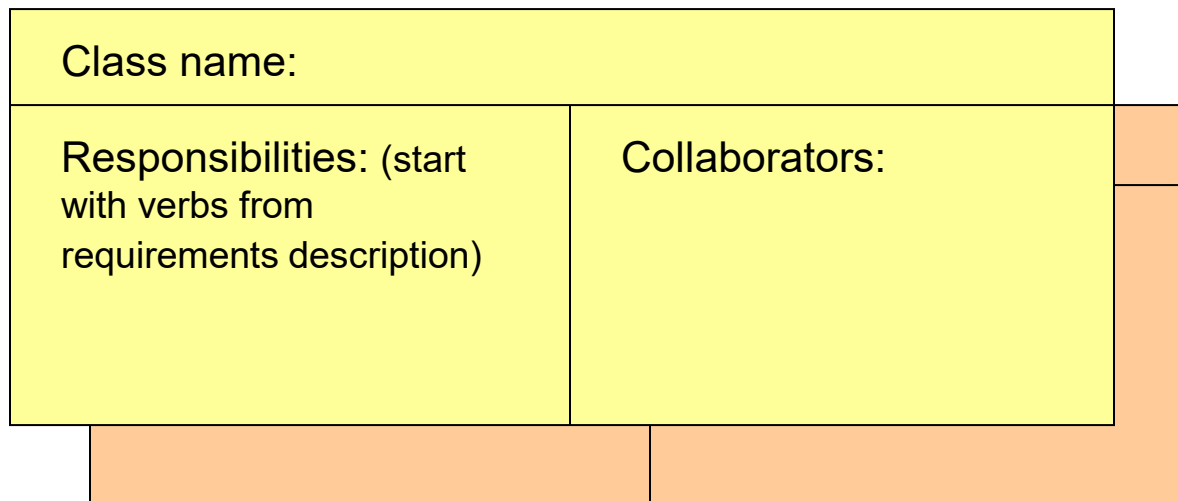 Class name:
Responsibilities: (start
with verbs from
requirements description)
Collaborators: